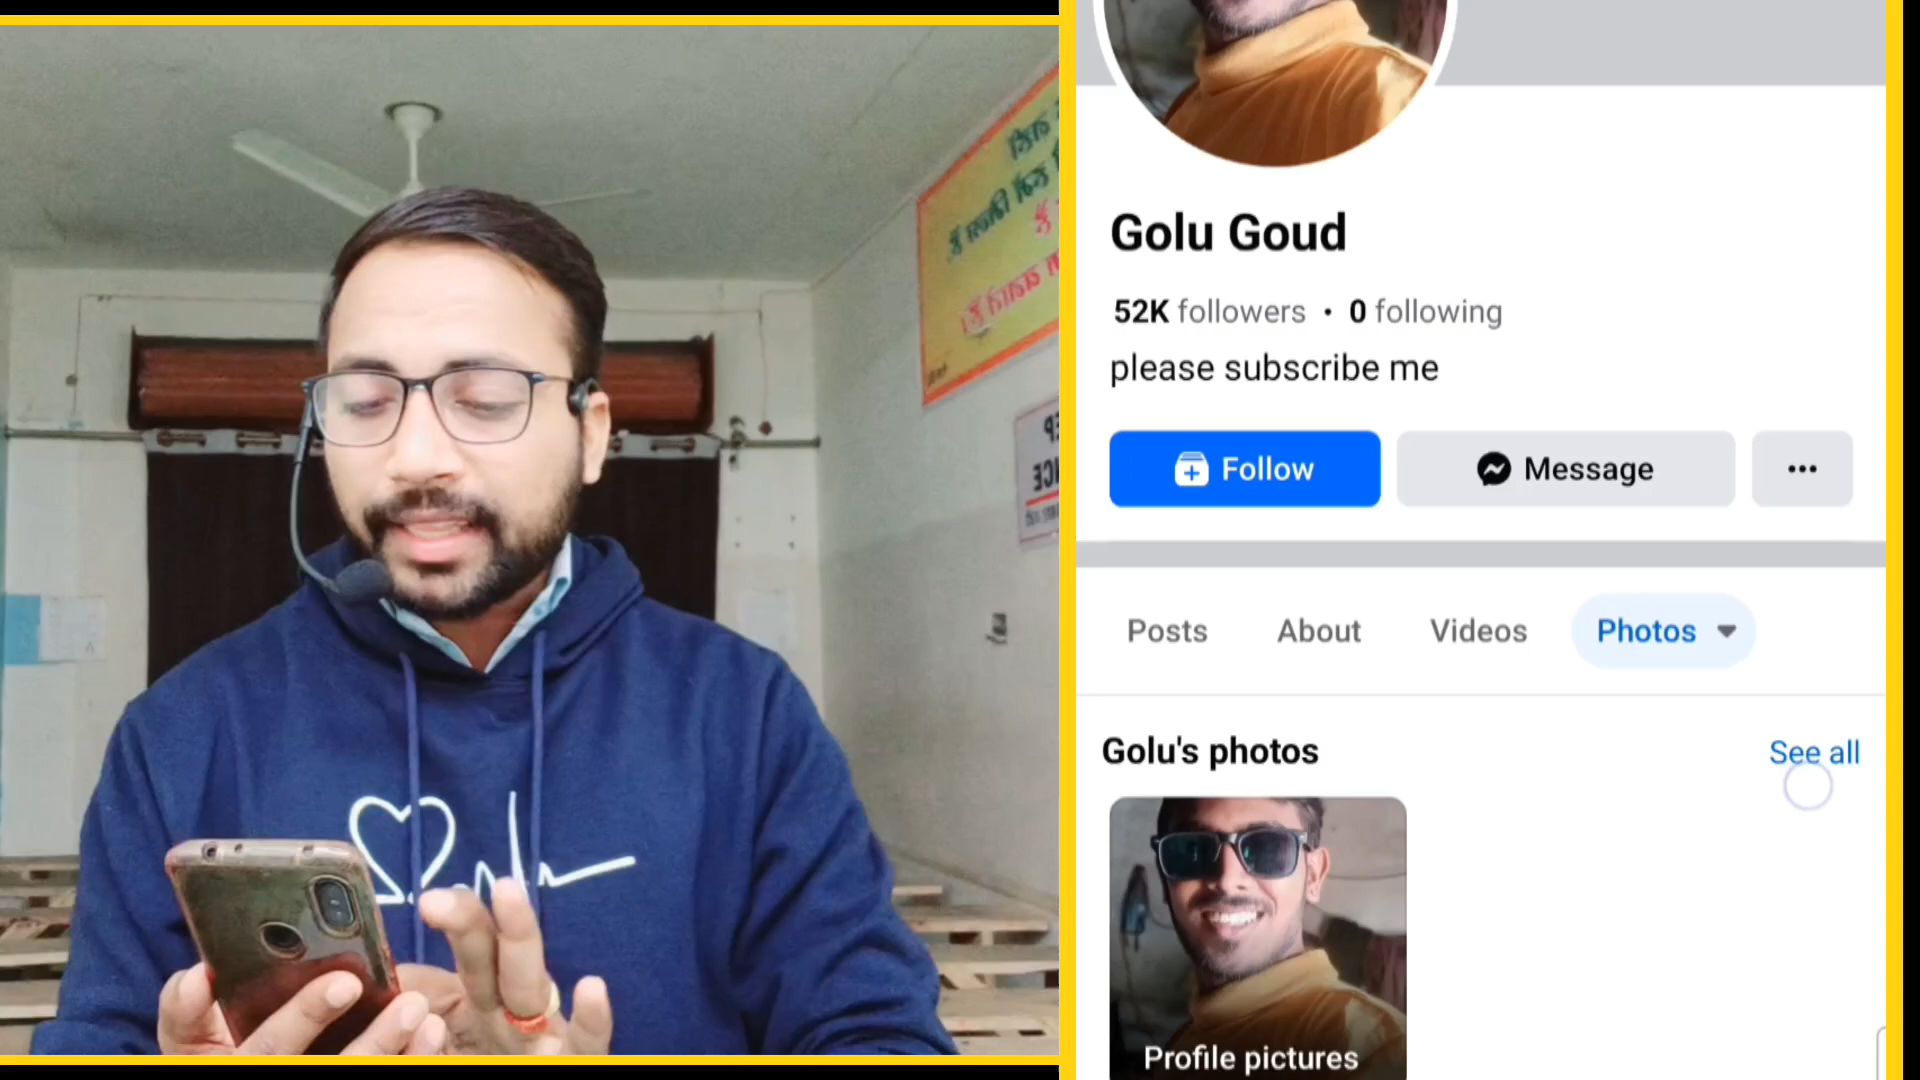 Golu Goud
52K followers • 0 following
please subscribe me
Follow
Message
Posts
About
Videos
Photos
Golu's photos
See all
Profile pictures